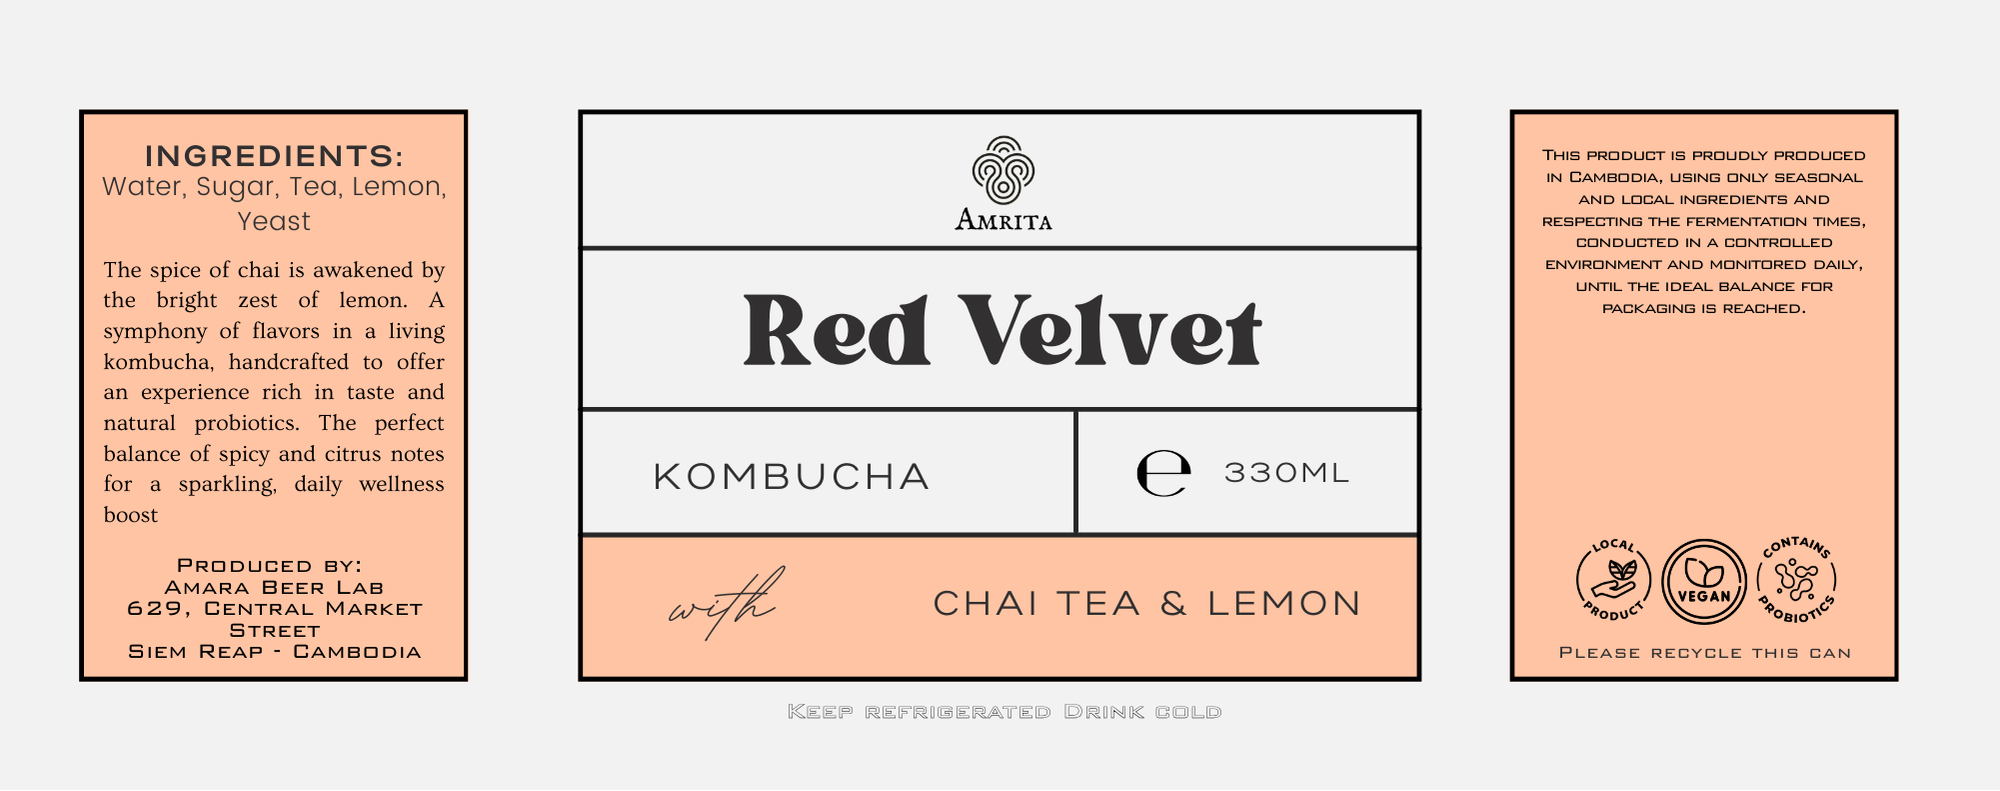 INGREDIENTS:
Water, Sugar, Tea, Lemon,
Yeast
The spice of chai is awakened by
the bright zest of lemon. A
symphony of flavors in a living
kombucha, handcrafted to offer
an experience rich in taste and
natural probiotics. The perfect
balance of spicy and citrus notes
for a sparkling, daily wellness
boost
Produced by:
Amara Beer Lab
629, Central Market
Street
Siem Reap - Cambodia
Amrita
Red Velvet
KOMBUCHA
℮ 330ML
with
CHAI TEA & LEMON
Keep refrigerated Drink cold
This product is proudly produced
in Cambodia, using only seasonal
and local ingredients and
respecting the fermentation times,
conducted in a controlled
environment and monitored daily,
until the ideal balance for
packaging is reached.
LOCAL
PRODUCT
VEGAN
CONTAINS
PROBIOTICS
Please recycle this can